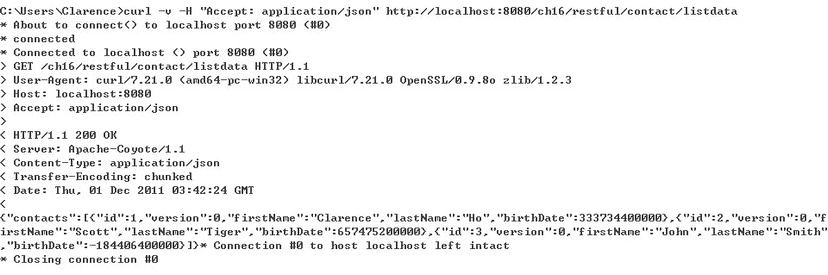 C:\Users\Clarence>curl -v -H "Accept: application/json" http://localhost:8080/ch16/restful/contact/listdata
* About to connect() to localhost port 8080 (#0)
* connected
* Connected to localhost () port 8080 (#0)
> GET /ch16/restful/contact/listdata HTTP/1.1
> User-Agent: curl/7.21.0 (amd64-pc-win32) libcurl/7.21.0 OpenSSL/0.9.8o zlib/1.2.3
> Host: localhost:8080
> Accept: application/json
>
< HTTP/1.1 200 OK
< Server: Apache-Coyote/1.1
< Content-Type: application/json
< Transfer-Encoding: chunked
< Date: Thu, 01 Dec 2011 03:42:24 GMT
<
{"contacts":[{"id":1,"version":0,"firstName":"Clarence","lastName":"Ho","birthDate":333734400000},{"id":2,"version":0,"f
irstName":"Scott","lastName":"Tiger","birthDate":657475200000},{"id":3,"version":0,"firstName":"John","lastName":"Smith"
,"birthDate":-184406400000}]}* Connection #0 to host localhost left intact
* Closing connection #0